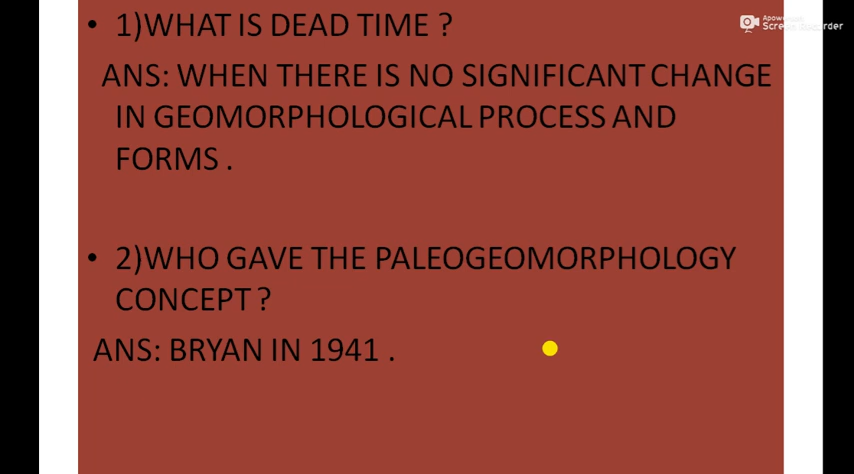 • 1)WHAT IS DEAD TIME ?
Apowersoft
Screen Recorder
ANS: WHEN THERE IS NO SIGNIFICANT CHANGE
IN GEOMORPHOLOGICAL PROCESS AND
FORMS .
• 2)WHO GAVE THE PALEOGEOMORPHOLOGY
CONCEPT ?
ANS: BRYAN IN 1941 .